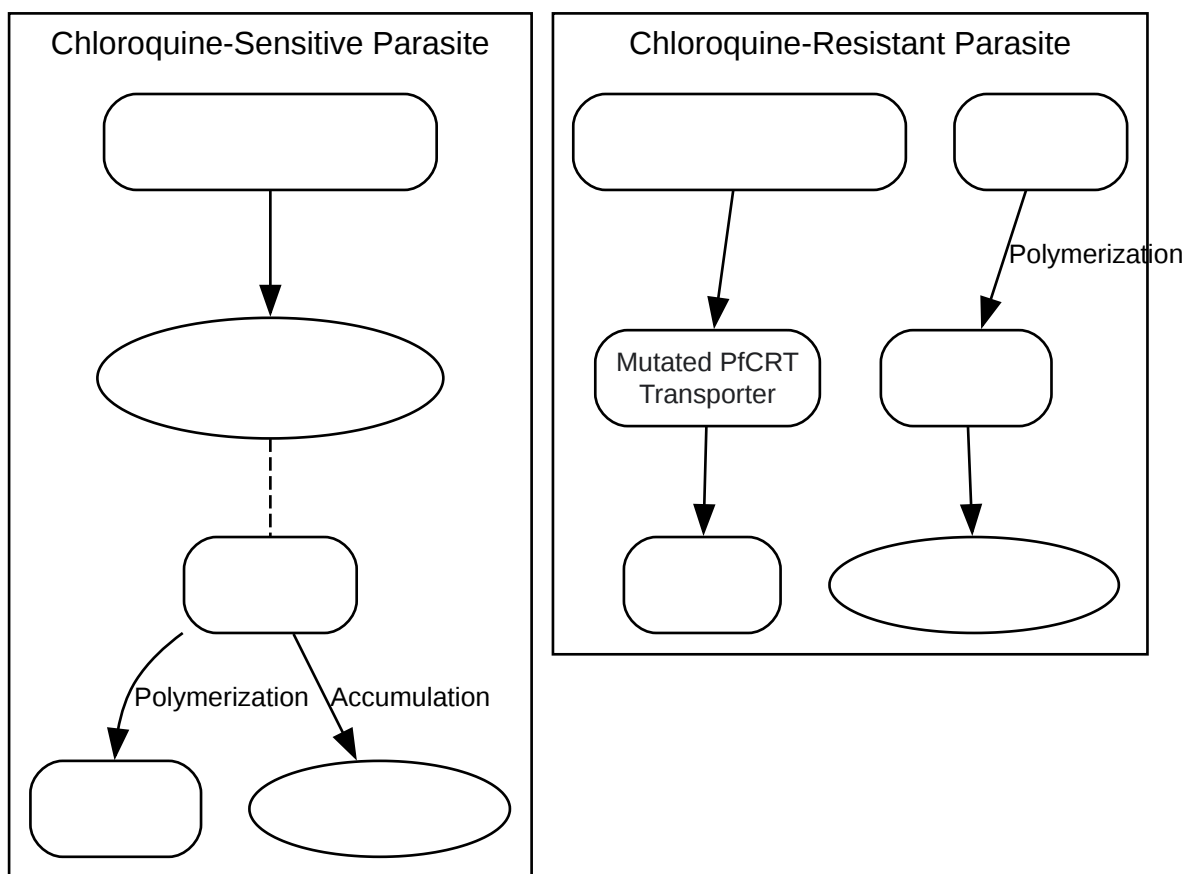 Chloroquine-Sensitive Parasite
Polymerization
Accumulation
Chloroquine-Resistant Parasite
Polymerization
Mutated PfCRT
Transporter